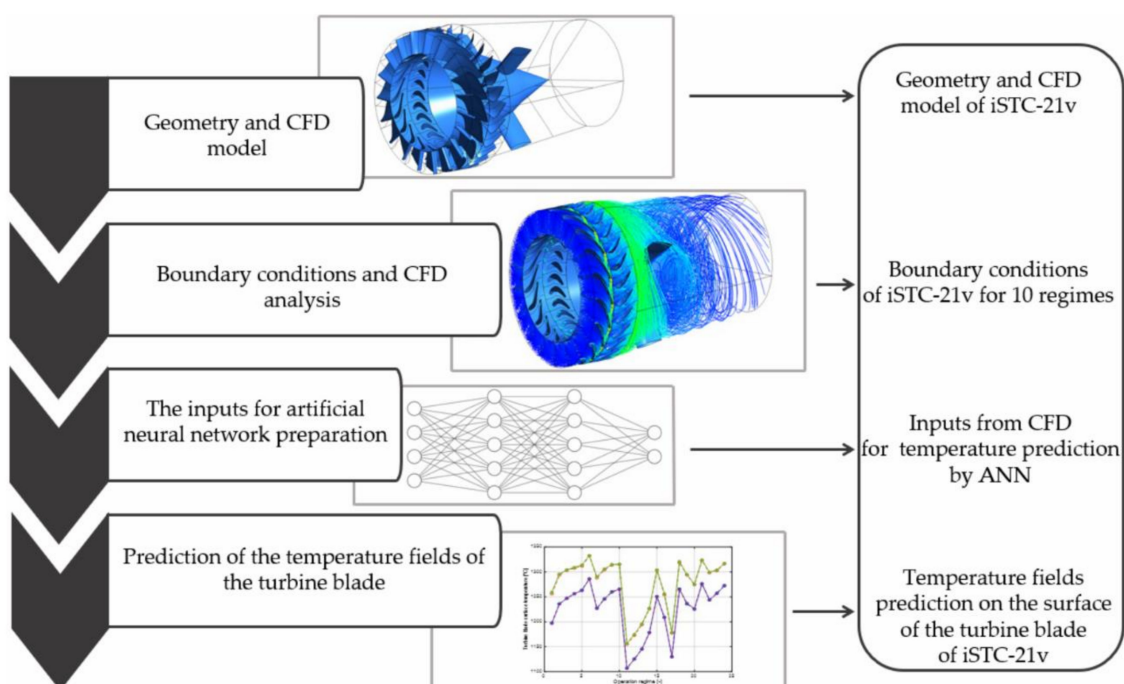 Geometry and CFD
model
Geometry and CFD
model of iSTC-21v
Boundary conditions and CFD
analysis
Boundary conditions
of iSTC-21v for 10 regimes
The inputs for artificial
neural network preparation
Inputs from CFD
for temperature prediction
by ANN
Prediction of the temperature fields of
the turbine blade
Temperature fields
prediction on the surface
of the turbine blade
of iSTC-21v
Operation regime [-]